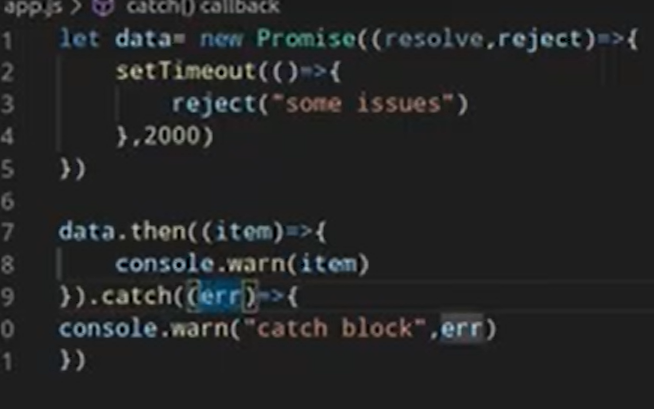 app.js > catch() callback
1 let data= new Promise((resolve,reject)=>{
2 setTimeout(()=>{
3 reject("some issues")
4 },2000)
5 })
6
7 data.then((item)=>{
8 console.warn(item)
9 }).catch((err)=>{
0 console.warn("catch block",err)
1 })